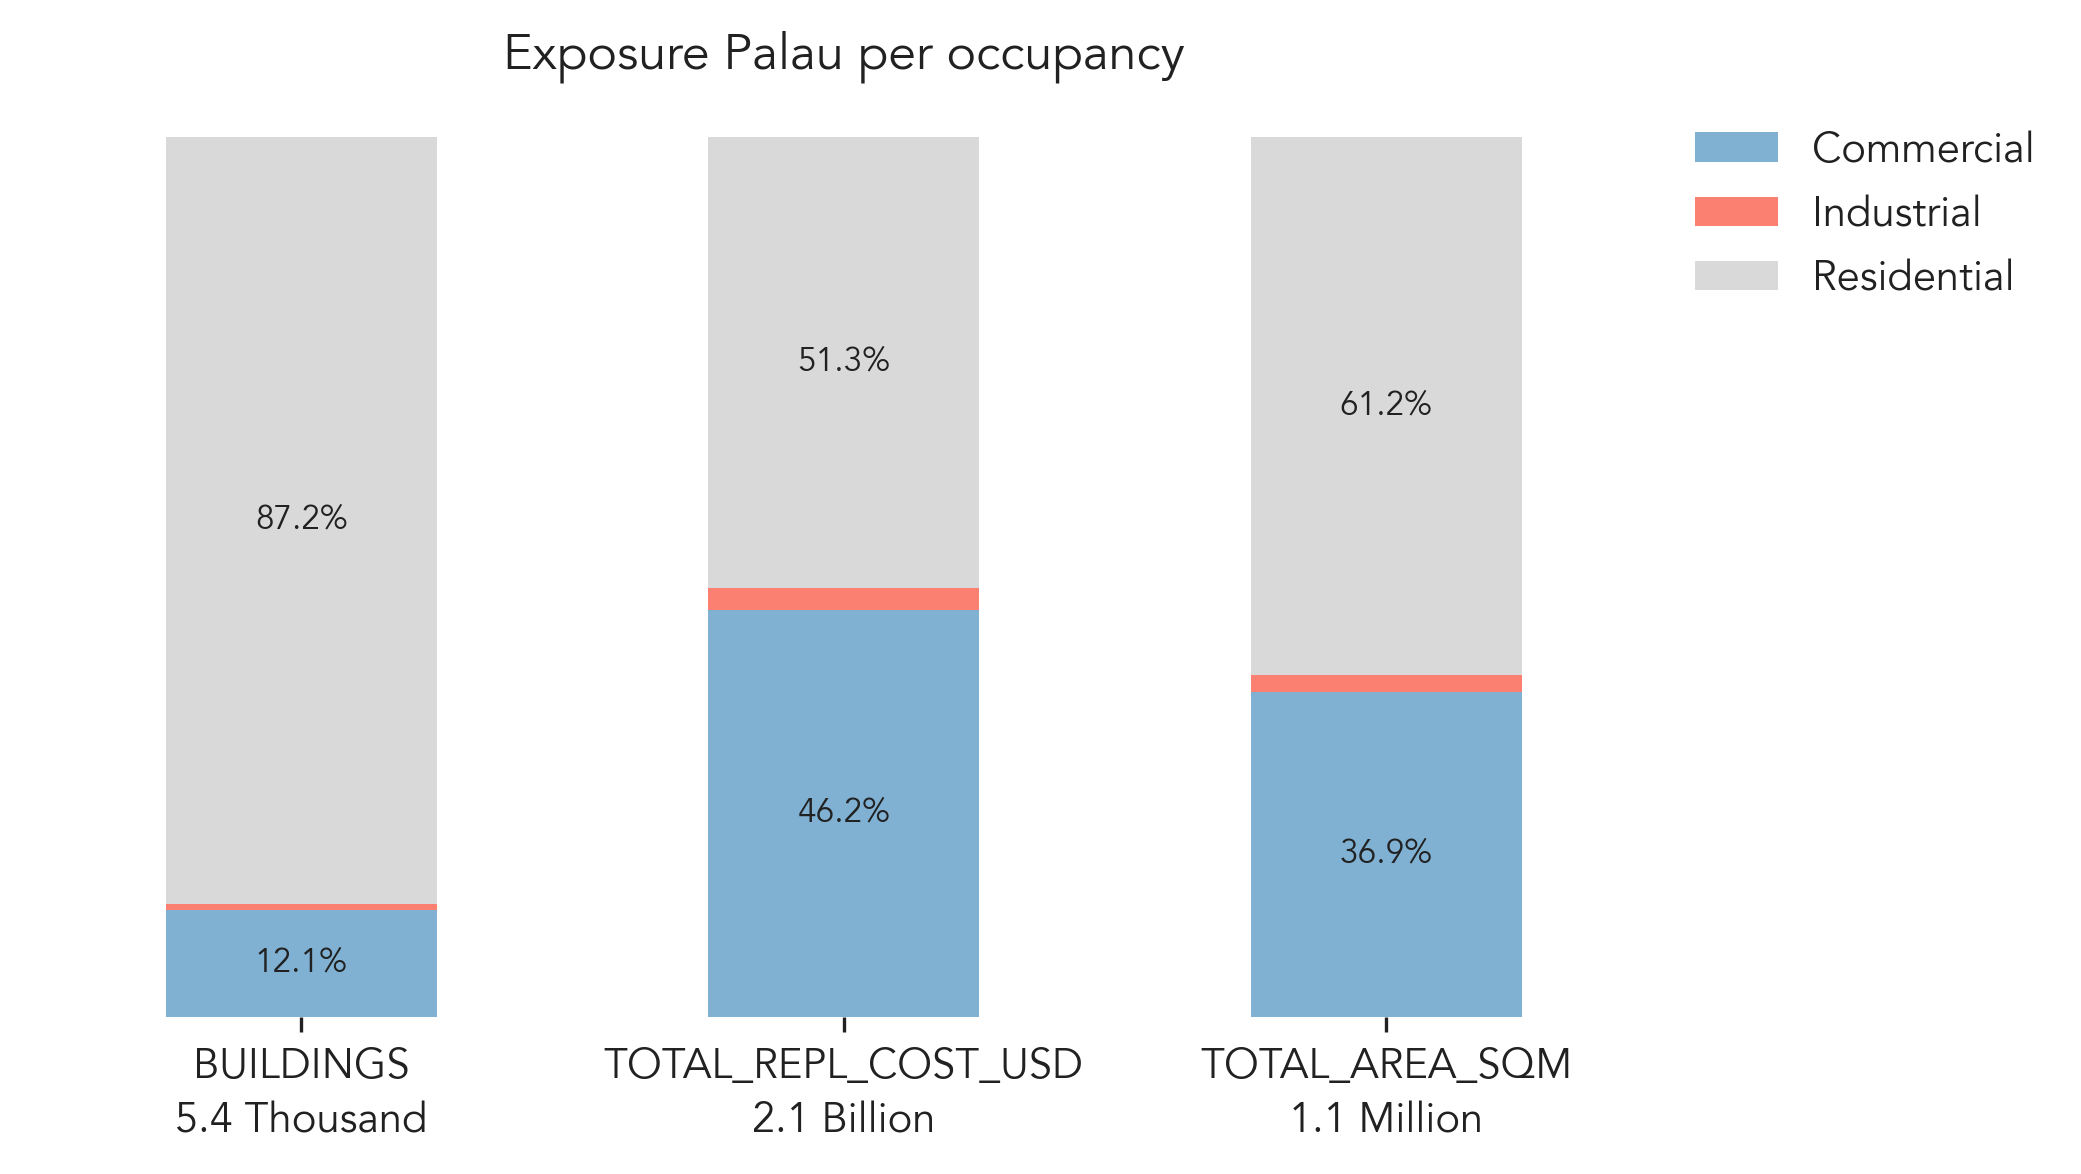 Exposure Palau per occupancy
Commercial
Industrial
Residential
87.2%
12.1%
51.3%
46.2%
61.2%
36.9%
BUILDINGS
5.4 Thousand
TOTAL_REPL_COST_USD
2.1 Billion
TOTAL_AREA_SQM
1.1 Million